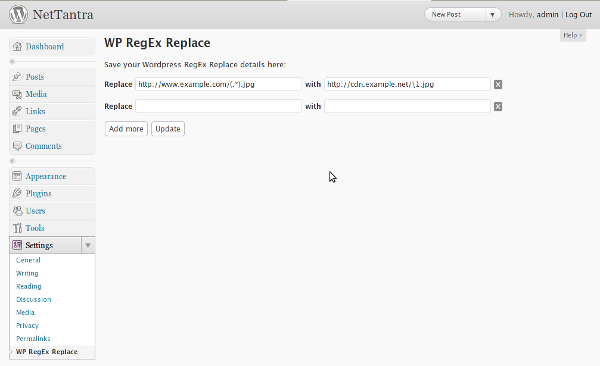 NetTantra
New Post
Howdy, admin | Log Out
Help
Dashboard
Posts
Media
Links
Pages
Comments
Appearance
Plugins
Users
Tools
Settings
General
Writing
Reading
Discussion
Media
Privacy
Permalinks
WP RegEx Replace
WP RegEx Replace
Save your Wordpress RegEx Replace details here:
Replace http://www.example.com/(.*).jpg with http://cdn.example.net/\1.jpg X
Replace with X
Add more Update